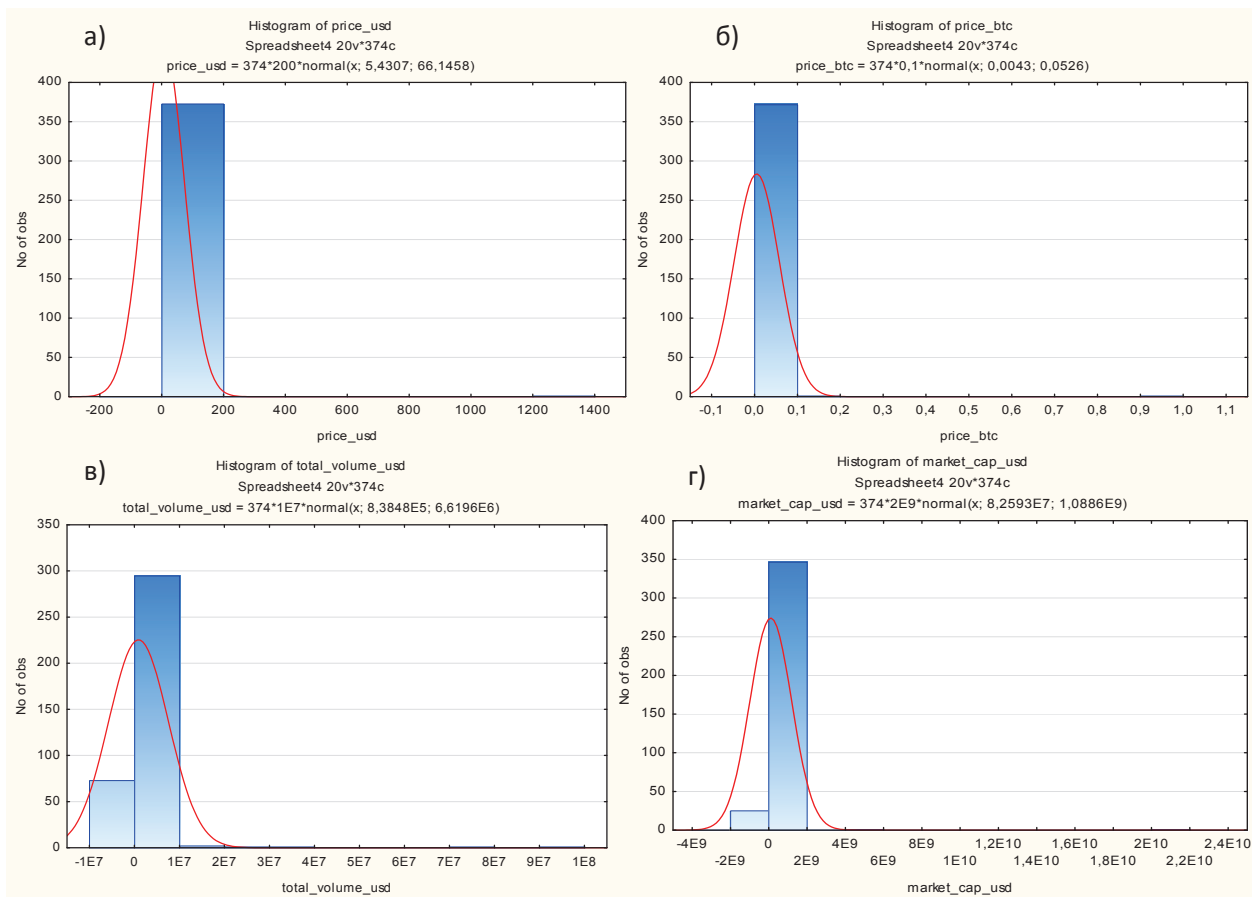 а)
Histogram of price_usd
Spreadsheet4 20v*374c
price_usd = 374*200*normal(x; 5,4307; 66,1458)
400
350
300
250
200
150
100
50
0
No of obs
-200 0 200 400 600 800 1000 1200 1400
price_usd
б)
Histogram of price_btc
Spreadsheet4 20v*374c
price_btc = 374*0,1*normal(x; 0,0043; 0,0526)
400
350
300
250
200
150
100
50
0
No of obs
-0,1 0,0 0,1 0,2 0,3 0,4 0,5 0,6 0,7 0,8 0,9 1,0 1,1
price_btc
в)
Histogram of total_volume_usd
Spreadsheet4 20v*374c
total_volume_usd = 374*1E7*normal(x; 8,3848E5; 6,6196E6)
350
300
250
200
150
100
50
0
No of obs
-1E7 0 1E7 2E7 3E7 4E7 5E7 6E7 7E7 8E7 9E7 1E8
total_volume_usd
г)
Histogram of market_cap_usd
Spreadsheet4 20v*374c
market_cap_usd = 374*2E9*normal(x; 8,2593E7; 1,0886E9)
400
350
300
250
200
150
100
50
0
No of obs
-4E9 0 4E9 8E9 1,2E10 1,6E10 2E10 2,4E10
-2E9 2E9 6E9 1E10 1,4E10 1,8E10 2,2E10
market_cap_usd